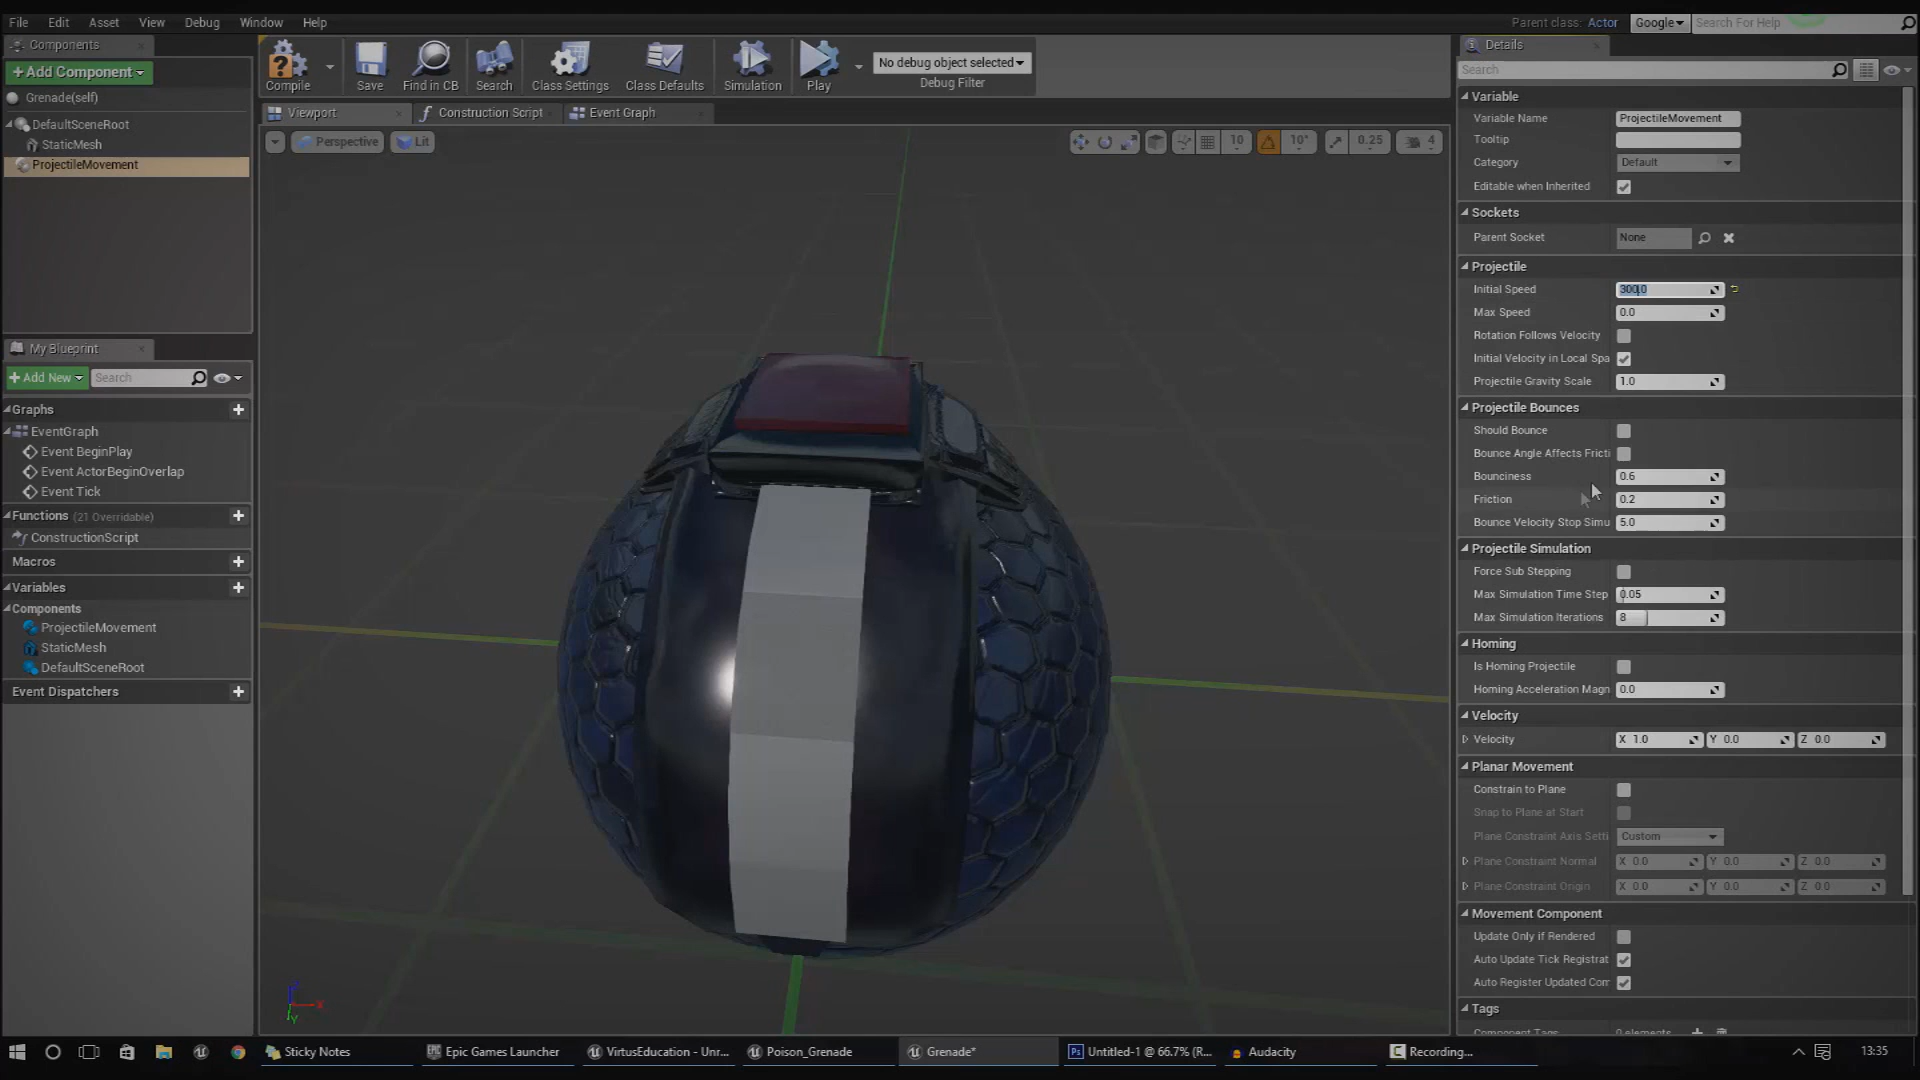 File Edit Asset View Debug Window Help
Parent class: Actor
Google
Search For Help
Components
+Add Component
Grenade(self)
DefaultSceneRoot
StaticMesh
ProjectileMovement
Compile
Save
Find in CB
Search
Class Settings
Class Defaults
Simulation
Play
No debug object selected
Debug Filter
Viewport
Construction Script
Event Graph
Perspective
Lit
10
10°
0.25
4
My Blueprint
+Add New
Search
Graphs
EventGraph
Event BeginPlay
Event ActorBeginOverlap
Event Tick
Functions (21 Overridable)
ConstructionScript
Macros
Variables
Components
ProjectileMovement
StaticMesh
DefaultSceneRoot
Event Dispatchers
Details
Search
Variable
Variable Name ProjectileMovement
Tooltip
Category Default
Editable when Inherited
Sockets
Parent Socket None
Projectile
Initial Speed 300.0
Max Speed 0.0
Rotation Follows Velocity
Initial Velocity in Local Spa
Projectile Gravity Scale 1.0
Projectile Bounces
Should Bounce
Bounce Angle Affects Fricti
Bounciness 0.6
Friction 0.2
Bounce Velocity Stop Simu 5.0
Projectile Simulation
Force Sub Stepping
Max Simulation Time Step 0.05
Max Simulation Iterations 8
Homing
Is Homing Projectile
Homing Acceleration Magn 0.0
Velocity
Velocity X 1.0 Y 0.0 Z 0.0
Planar Movement
Constrain to Plane
Snap to Plane at Start
Plane Constraint Axis Setti Custom
Plane Constraint Normal X 0.0 Y 0.0 Z 0.0
Plane Constraint Origin X 0.0 Y 0.0 Z 0.0
Movement Component
Update Only if Rendered
Auto Update Tick Registrat
Auto Register Updated Com
Tags
Component Tags 0 elements
Z X Y
Sticky Notes
Epic Games Launcher
VirtusEducation - Unr...
Poison_Grenade
Grenade*
Ps Untitled-1 @ 66.7% (R...
Audacity
C Recording...
13:35